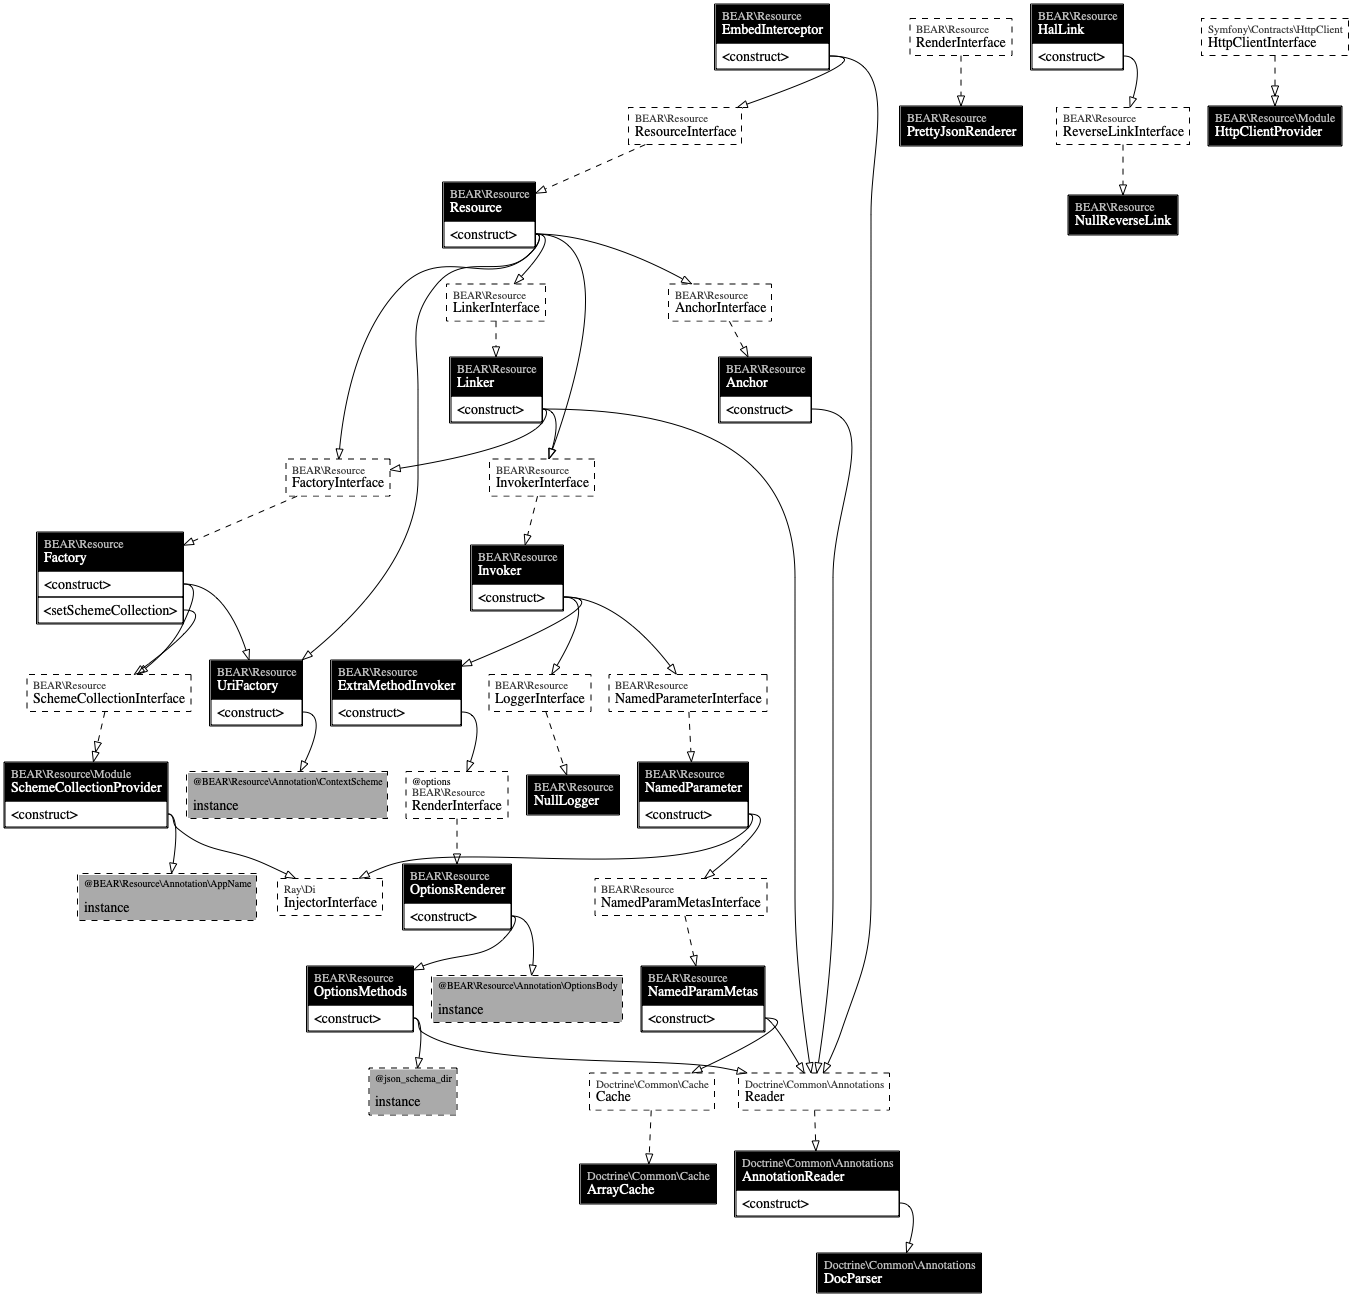 BEAR\Resource
EmbedInterceptor
<construct>
BEAR\Resource
RenderInterface
BEAR\Resource
HalLink
<construct>
Symfony\Contracts\HttpClient
HttpClientInterface
BEAR\Resource
ResourceInterface
BEAR\Resource
PrettyJsonRenderer
BEAR\Resource
ReverseLinkInterface
BEAR\Resource\Module
HttpClientProvider
BEAR\Resource
Resource
<construct>
BEAR\Resource
NullReverseLink
BEAR\Resource
LinkerInterface
BEAR\Resource
AnchorInterface
BEAR\Resource
Linker
<construct>
BEAR\Resource
Anchor
<construct>
BEAR\Resource
FactoryInterface
BEAR\Resource
InvokerInterface
BEAR\Resource
Factory
<construct>
<setSchemeCollection>
BEAR\Resource
Invoker
<construct>
BEAR\Resource
SchemeCollectionInterface
BEAR\Resource
UriFactory
<construct>
BEAR\Resource
ExtraMethodInvoker
<construct>
BEAR\Resource
LoggerInterface
BEAR\Resource
NamedParameterInterface
BEAR\Resource\Module
SchemeCollectionProvider
<construct>
@BEAR\Resource\Annotation\ContextScheme
instance
@options
BEAR\Resource
RenderInterface
BEAR\Resource
NullLogger
BEAR\Resource
NamedParameter
<construct>
@BEAR\Resource\Annotation\AppName
instance
Ray\Di
InjectorInterface
BEAR\Resource
OptionsRenderer
<construct>
BEAR\Resource
NamedParamMetasInterface
BEAR\Resource
OptionsMethods
<construct>
@BEAR\Resource\Annotation\OptionsBody
instance
BEAR\Resource
NamedParamMetas
<construct>
@json_schema_dir
instance
Doctrine\Common\Cache
Cache
Doctrine\Common\Annotations
Reader
Doctrine\Common\Cache
ArrayCache
Doctrine\Common\Annotations
AnnotationReader
<construct>
Doctrine\Common\Annotations
DocParser